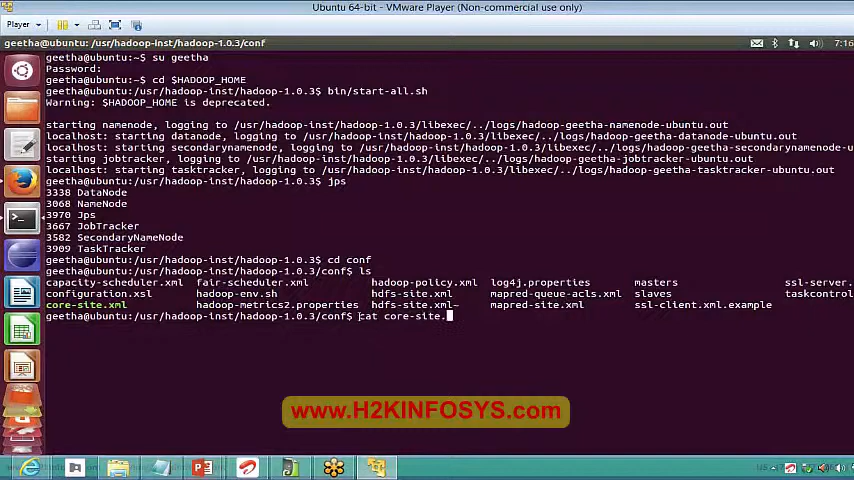 Ubuntu 64-bit - VMware Player (Non-commercial use only)
Player
geetha@ubuntu: /usr/hadoop-inst/hadoop-1.0.3/conf
7:16
geetha@ubuntu:~$ su geetha
Password:
geetha@ubuntu:~$ cd $HADOOP_HOME
geetha@ubuntu:/usr/hadoop-inst/hadoop-1.0.3$ bin/start-all.sh
Warning: $HADOOP_HOME is deprecated.
starting namenode, logging to /usr/hadoop-inst/hadoop-1.0.3/libexec/../logs/hadoop-geetha-namenode-ubuntu.out
localhost: starting datanode, logging to /usr/hadoop-inst/hadoop-1.0.3/libexec/../logs/hadoop-geetha-datanode-ubuntu.out
localhost: starting secondarynamenode, logging to /usr/hadoop-inst/hadoop-1.0.3/libexec/../logs/hadoop-geetha-secondarynamenode-u
starting jobtracker, logging to /usr/hadoop-inst/hadoop-1.0.3/libexec/../logs/hadoop-geetha-jobtracker-ubuntu.out
localhost: starting tasktracker, logging to /usr/hadoop-inst/hadoop-1.0.3/libexec/../logs/hadoop-geetha-tasktracker-ubuntu.out
geetha@ubuntu:/usr/hadoop-inst/hadoop-1.0.3$ jps
3338 DataNode
3068 NameNode
3970 Jps
3667 JobTracker
3582 SecondaryNameNode
3909 TaskTracker
geetha@ubuntu:/usr/hadoop-inst/hadoop-1.0.3$ cd conf
geetha@ubuntu:/usr/hadoop-inst/hadoop-1.0.3/conf$ ls
capacity-scheduler.xml fair-scheduler.xml hadoop-policy.xml log4j.properties masters ssl-server.
configuration.xsl hadoop-env.sh hdfs-site.xml mapred-queue-acls.xml slaves taskcontrol
core-site.xml hadoop-metrics2.properties hdfs-site.xml~ mapred-site.xml ssl-client.xml.example
geetha@ubuntu:/usr/hadoop-inst/hadoop-1.0.3/conf$ cat core-site.
www.H2KINFOSYS.com